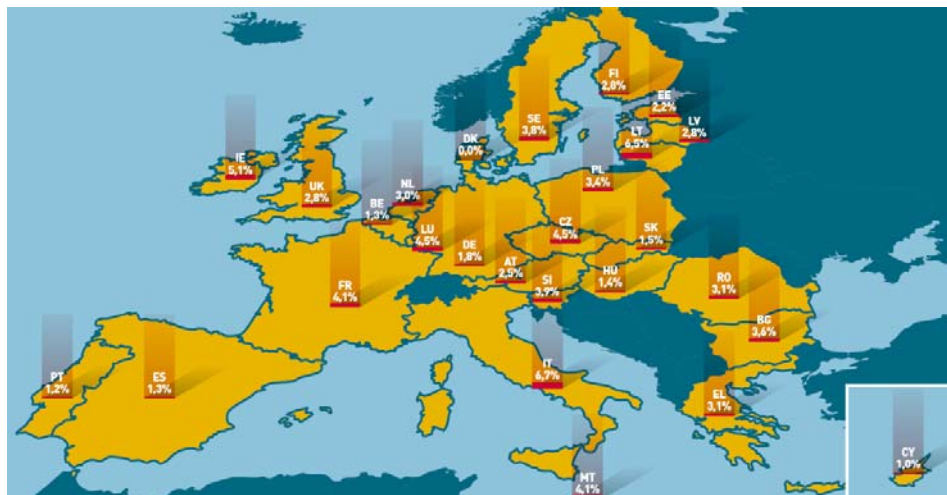 FI
2,8%
EE
2,2%
SE
3,8%
LV
2,8%
LT
6,5%
DK
0,0%
IE
5,1%
UK
2,8%
NL
3,0%
BE
1,3%
PL
3,4%
LU
4,5%
DE
1,8%
CZ
4,5%
SK
1,5%
AT
2,5%
SI
3,9%
HU
1,4%
FR
4,1%
RO
3,1%
BG
3,6%
PT
1,2%
ES
1,3%
IT
6,7%
EL
3,1%
MT
4,1%
CY
1,0%